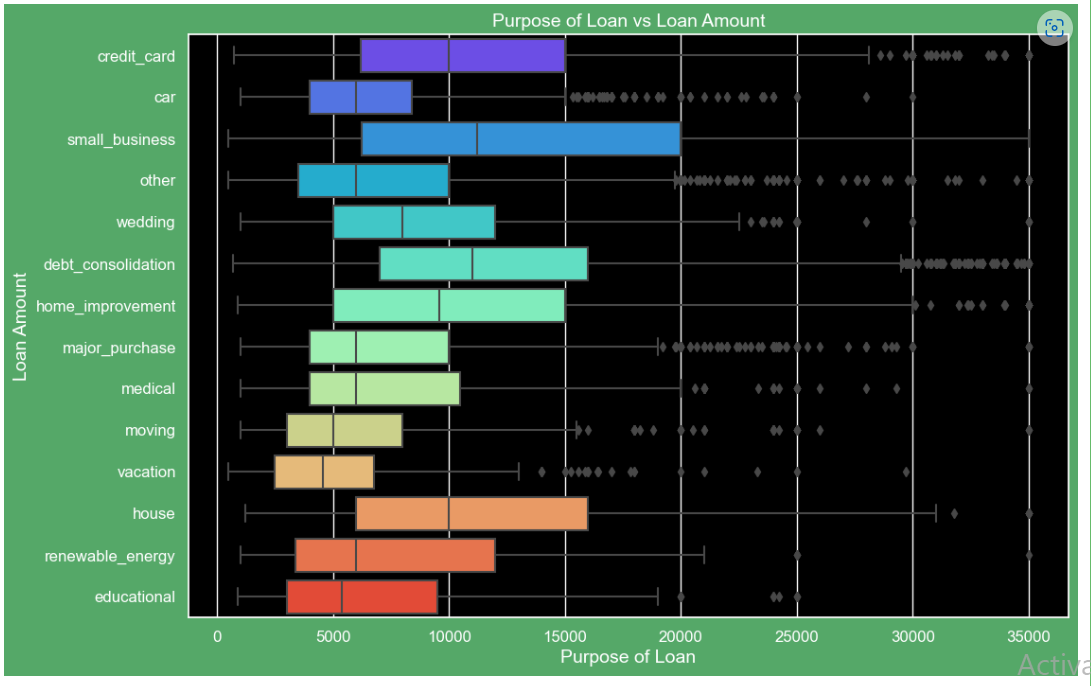 Purpose of Loan vs Loan Amount
credit_card
car
small_business
other
wedding
debt_consolidation
home_improvement
major_purchase
medical
moving
vacation
house
renewable_energy
educational
Loan Amount
0 5000 10000 15000 20000 25000 30000 35000
Purpose of Loan
Activa